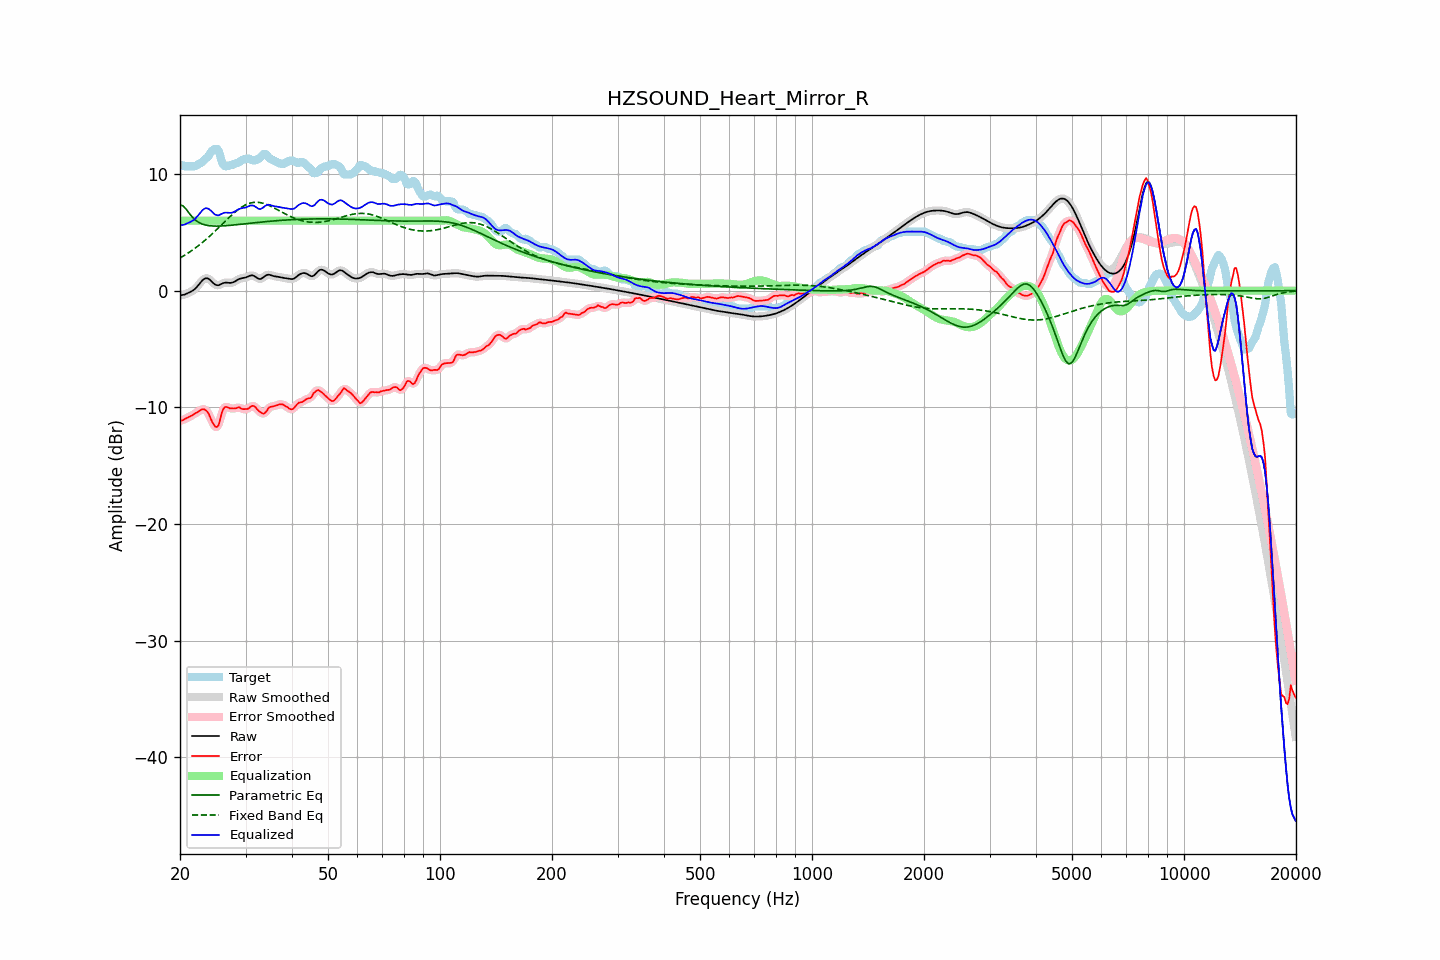 HZSOUND_Heart_Mirror_R
10
0
−10
−20
−30
−40
Amplitude (dBr)
Target
Raw Smoothed
Error Smoothed
Raw
Error
Equalization
Parametric Eq
Fixed Band Eq
Equalized
20 50 100 200 500 1000 2000 5000 10000 20000
Frequency (Hz)